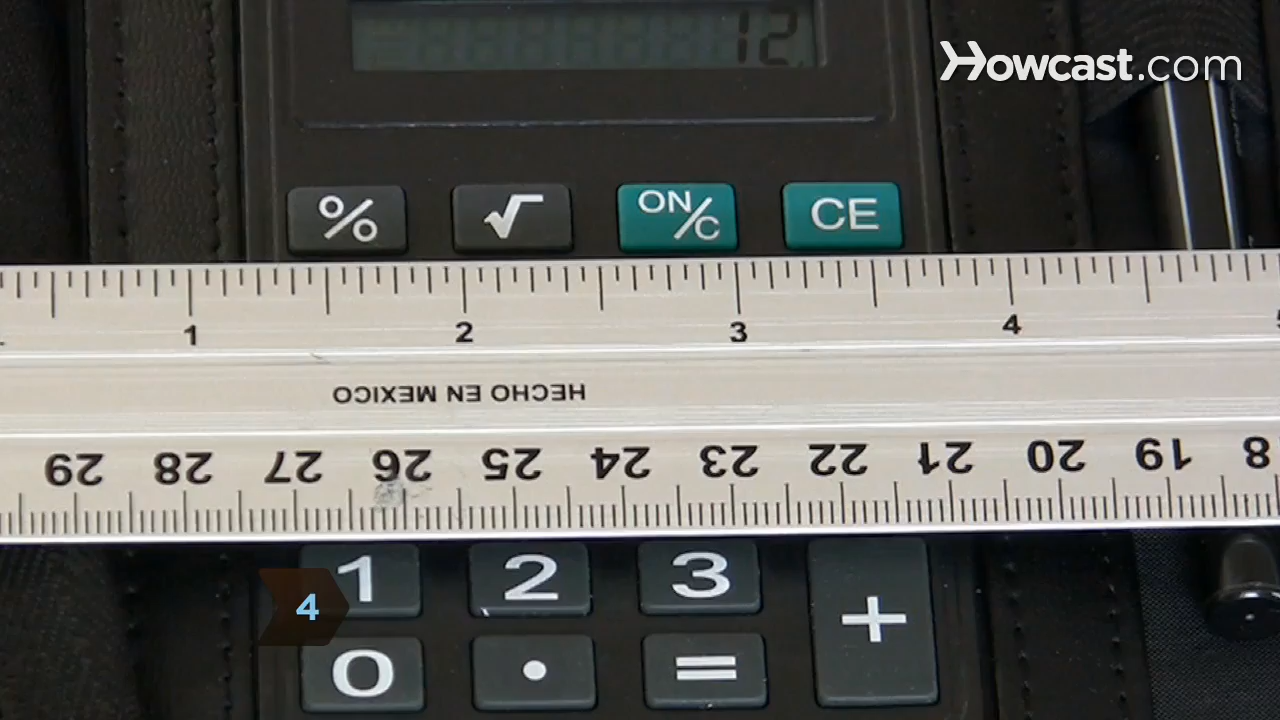 12.
Howcast.com
% √ ON/C CE
1 2 3 4
HECHO EN MEXICO
29 28 27 26 25 24 23 22 21 20 19 8
1 2 3 +
4
0 . =